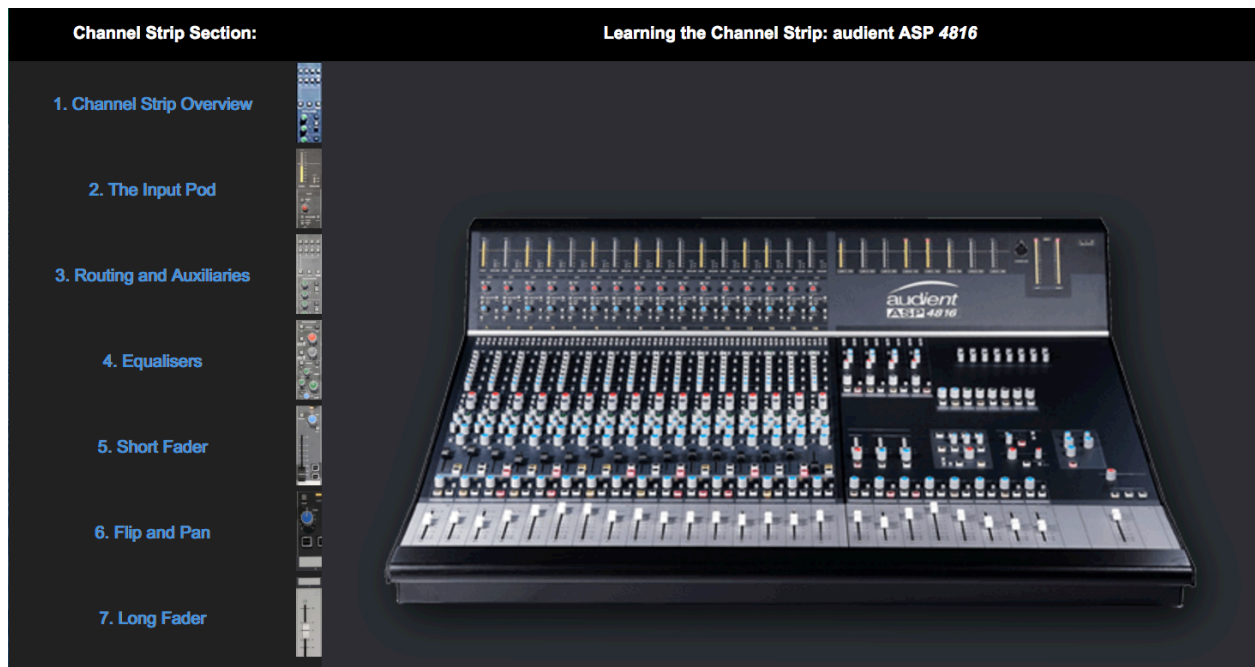 Channel Strip Section:
Learning the Channel Strip: audient ASP 4816
1. Channel Strip Overview
2. The Input Pod
3. Routing and Auxiliaries
4. Equalisers
5. Short Fader
6. Flip and Pan
7. Long Fader
audient
ASP 4816